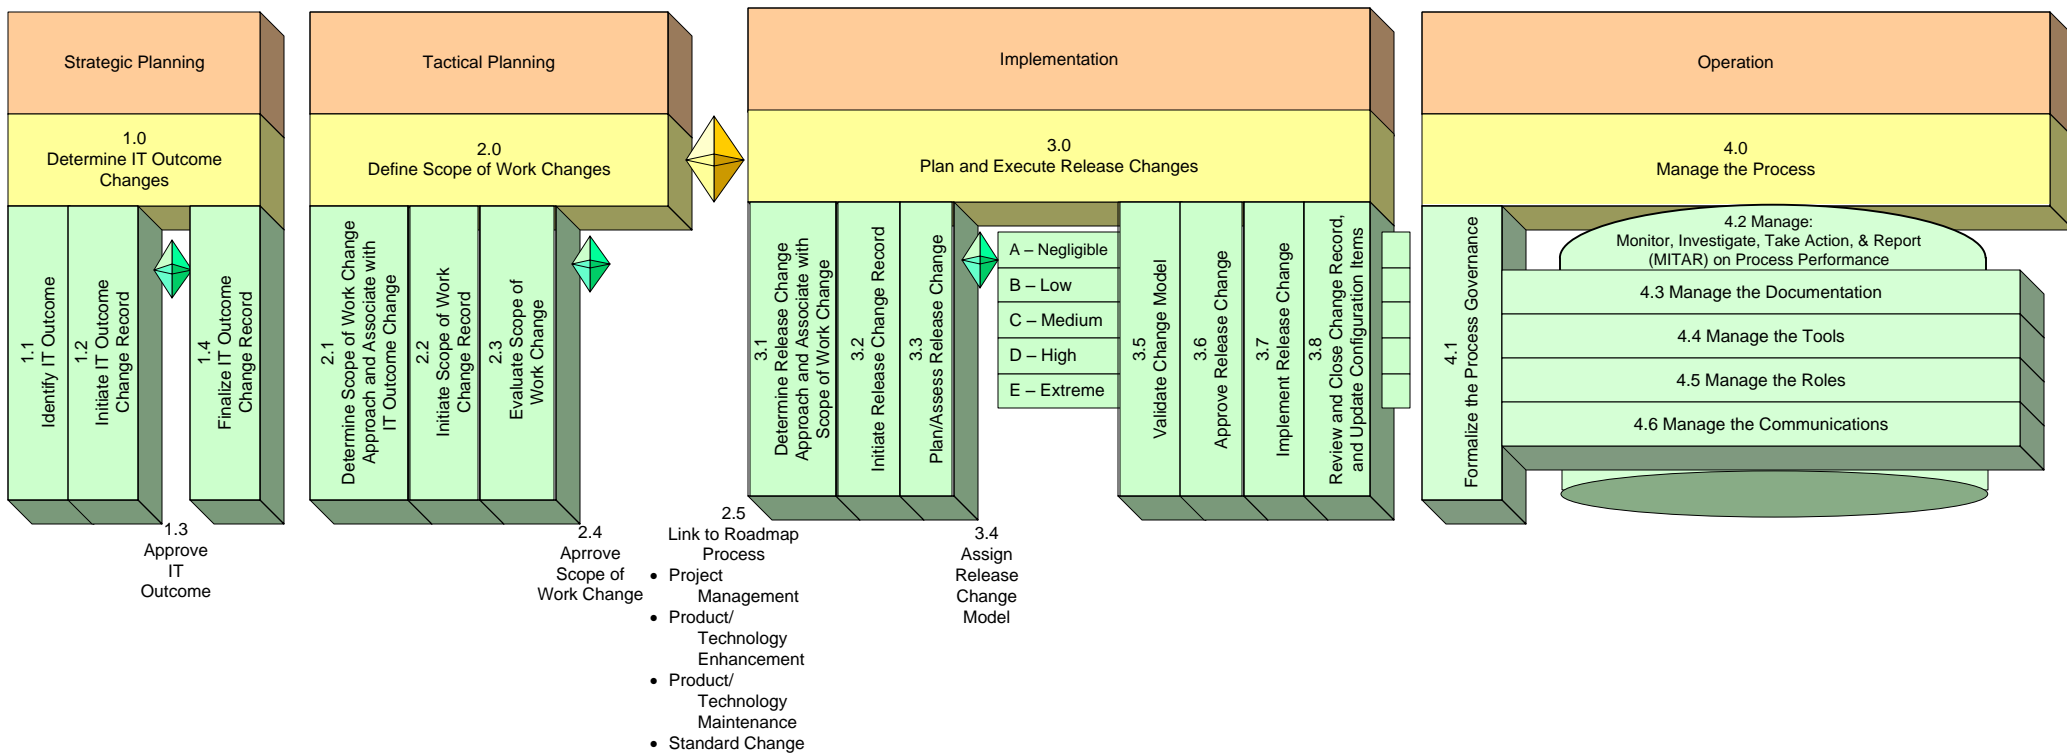 Strategic Planning
1.0
Determine IT Outcome
Changes
1.1
Identify IT Outcome
1.2
Initiate IT Outcome
Change Record
1.4
Finalize IT Outcome
Change Record
1.3
Approve
IT
Outcome
Tactical Planning
2.0
Define Scope of Work Changes
2.1
Determine Scope of Work Change
Approach and Associate with
IT Outcome Change
2.2
Initiate Scope of Work
Change Record
2.3
Evaluate Scope of
Work Change
2.4
Aprrove
Scope of
Work Change
2.5
Link to Roadmap
Process
• Project
Management
• Product/
Technology
Enhancement
• Product/
Technology
Maintenance
• Standard Change
Implementation
3.0
Plan and Execute Release Changes
3.1
Determine Release Change
Approach and Associate with
Scope of Work Change
3.2
Initiate Release Change Record
3.3
Plan/Assess Release Change
3.4
Assign
Release
Change
Model
A – Negligible
B – Low
C – Medium
D – High
E – Extreme
3.5
Validate Change Model
3.6
Approve Release Change
3.7
Implement Release Change
3.8
Review and Close Change Record,
and Update Configuration Items
Operation
4.0
Manage the Process
4.1
Formalize the Process Governance
4.2 Manage:
Monitor, Investigate, Take Action, & Report
(MITAR) on Process Performance
4.3 Manage the Documentation
4.4 Manage the Tools
4.5 Manage the Roles
4.6 Manage the Communications